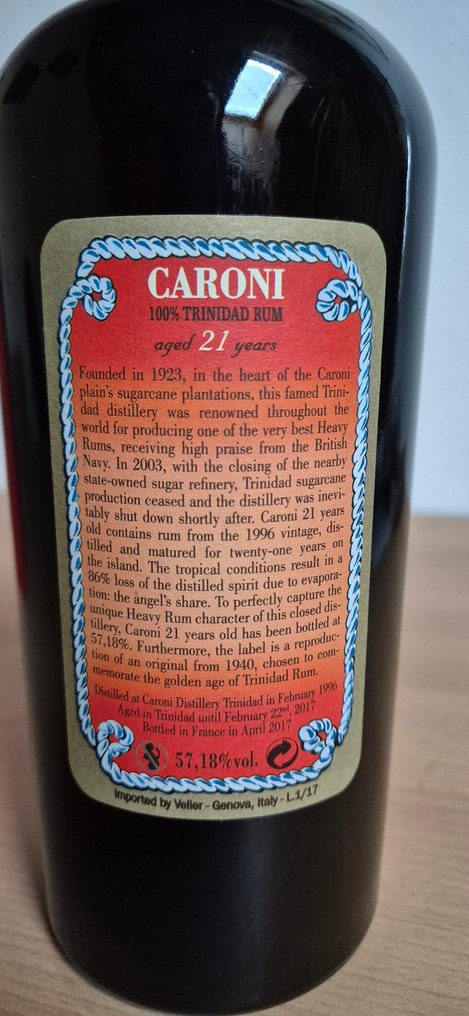 CARONI
100% TRINIDAD RUM
aged 21 years
Founded in 1923, in the heart of the Caroni
plain's sugarcane plantations, this famed Trini-
dad distillery was renowned throughout the
world for producing one of the very best Heavy
Rums, receiving high praise from the British
Navy. In 2003, with the closing of the nearby
state-owned sugar refinery, Trinidad sugarcane
production ceased and the distillery was inevi-
tably shut down shortly after. Caroni 21 years
old contains rum from the 1996 vintage, dis-
tilled and matured for twenty-one years on
the island. The tropical conditions result in a
86% loss of the distilled spirit due to evapora-
tion: the angel's share. To perfectly capture the
unique Heavy Rum character of this closed dis-
tillery, Caroni 21 years old has been bottled at
57,18%. Furthermore, the label is a reproduc-
tion of an original from 1940, chosen to com-
memorate the golden age of Trinidad Rum.
Distilled at Caroni Distillery Trinidad in February 1996
Aged in Trinidad until February 22nd, 2017
Bottled in France in April 2017
57,18%vol.
Imported by Velier - Genova, Italy - L.1/17